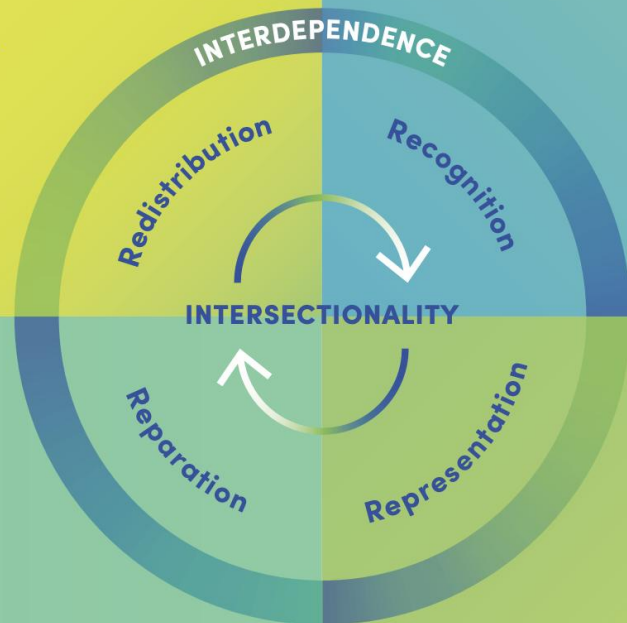 INTERDEPENDENCE
Redistribution
Recognition
INTERSECTIONALITY
Reparation
Representation